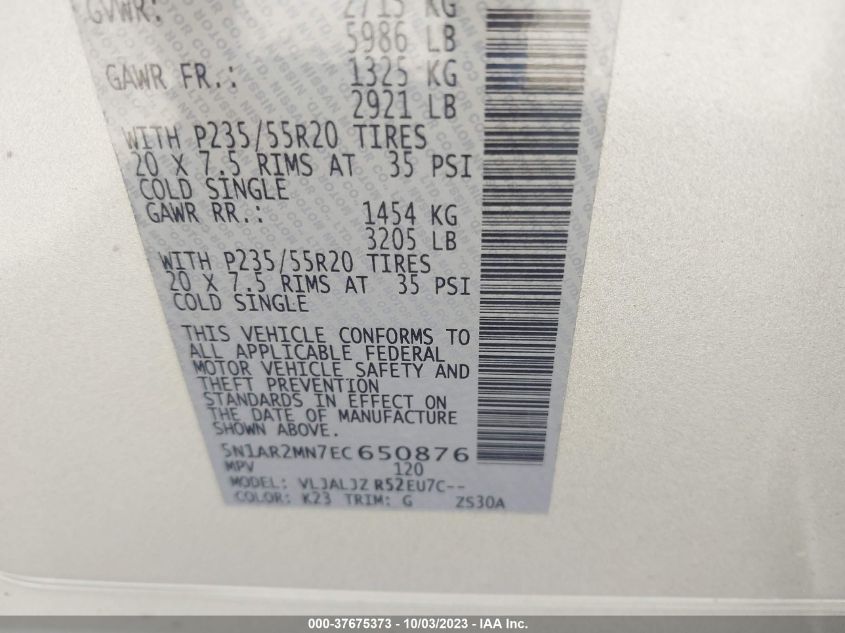 GVWR: 2715 KG
5986 LB
GAWR FR.: 1325 KG
2921 LB
WITH P235/55R20 TIRES
20 X 7.5 RIMS AT 35 PSI
COLD SINGLE
GAWR RR.: 1454 KG
3205 LB
WITH P235/55R20 TIRES
20 X 7.5 RIMS AT 35 PSI
COLD SINGLE
THIS VEHICLE CONFORMS TO
ALL APPLICABLE FEDERAL
MOTOR VEHICLE SAFETY AND
THEFT PREVENTION
STANDARDS IN EFFECT ON
THE DATE OF MANUFACTURE
SHOWN ABOVE.
5N1AR2MN7EC650876
MPV 120
MODEL: VLJALJZ R52EU7C--
COLOR: K23 TRIM: G ZS30A
000-37675373 - 10/03/2023 - IAA Inc.